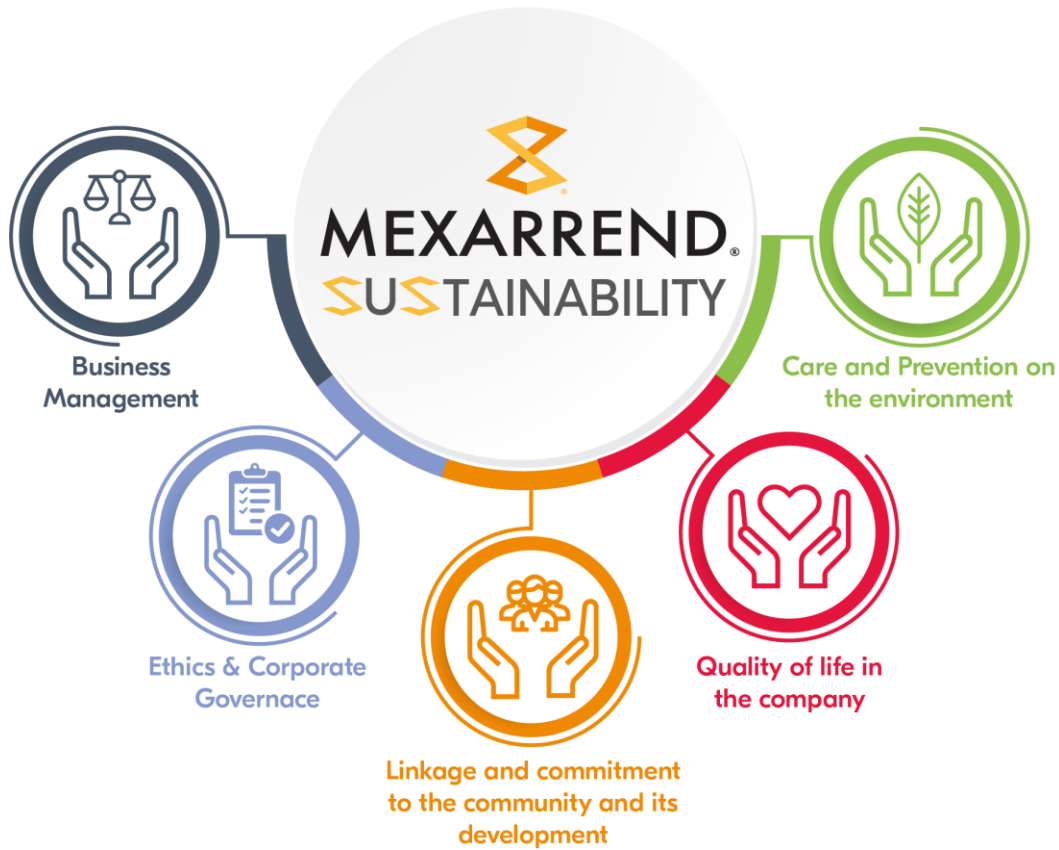 MEXARREND®
SUSTAINABILITY
Business
Management
Ethics & Corporate
Governace
Linkage and commitment
to the community and its
development
Quality of life in
the company
Care and Prevention on
the environment